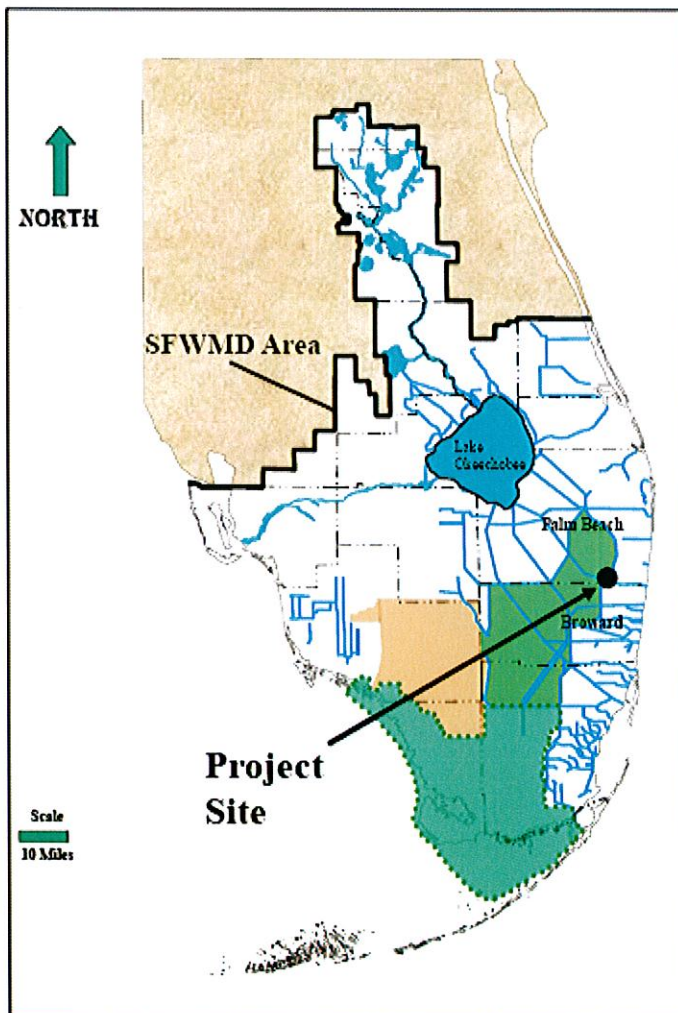 NORTH
SFWMD Area
Lake
Okeechobee
Palm Beach
Broward
Project
Site
Scale
10 Miles